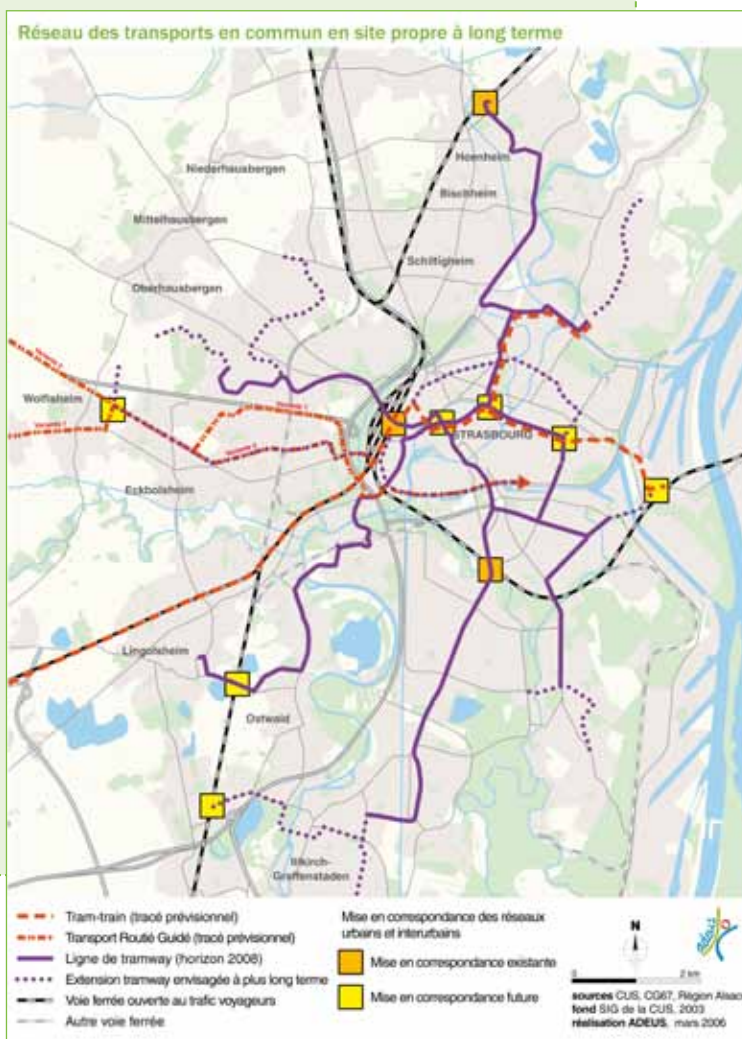 Réseau des transports en commun en site propre à long terme
Hoenheim
Niederhausbergen
Bischheim
Mittelhausbergen
Schiltigheim
Oberhausbergen
Wolfisheim
STRASBOURG
Eckbolsheim
Lingolsheim
Ostwald
Illkirch-
Graffenstaden
Tram-train (tracé prévisionnel)
Transport Routié Guidé (tracé prévisionnel)
Ligne de tramway (horizon 2008)
Extension tramway envisagée à plus long terme
Voie ferrée ouverte au trafic voyageurs
Autre voie ferrée
Mise en correspondance des réseaux
urbains et interurbains
Mise en correspondance existante
Mise en correspondance future
N
0 2 km
sources CUS, CG67, Région Alsac
fond SIG de la CUS, 2003
réalisation ADEUS, mars 2006
adeus